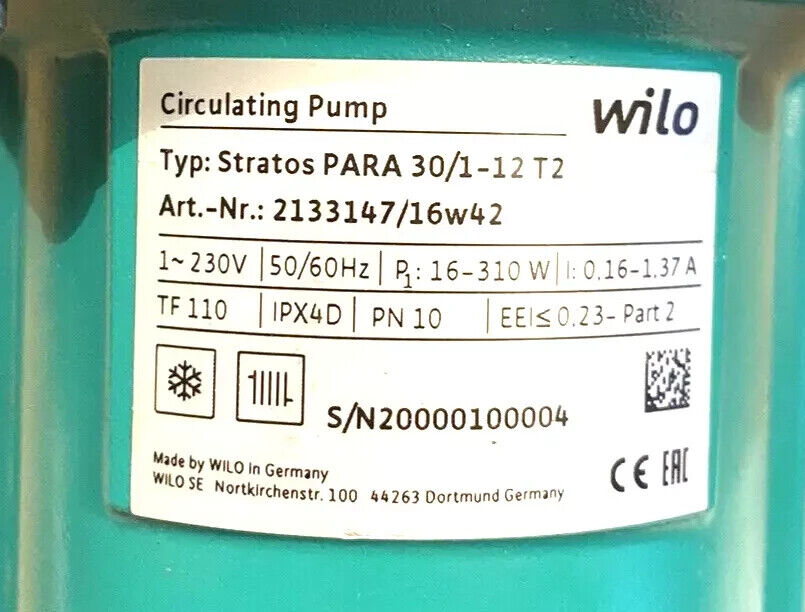 Circulating Pump
wilo
Typ: Stratos PARA 30/1-12 T2
Art.-Nr.: 2133147/16w42
1~230V | 50/60Hz | P₁: 16-310 W | I: 0,16-1,37 A
TF 110 | IPX4D | PN 10 | EEI≤ 0,23- Part 2
S/N20000100004
Made by WILO in Germany
WILO SE Nortkirchenstr. 100 44263 Dortmund Germany
CE EAC